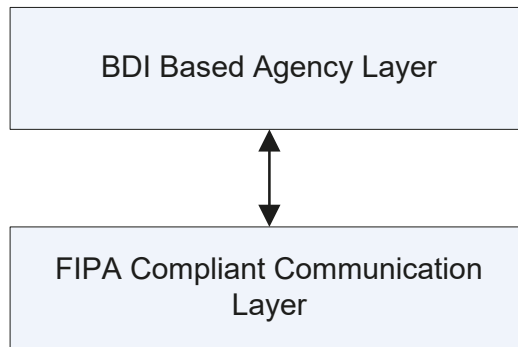 BDI Based Agency Layer
FIPA Compliant Communication
Layer